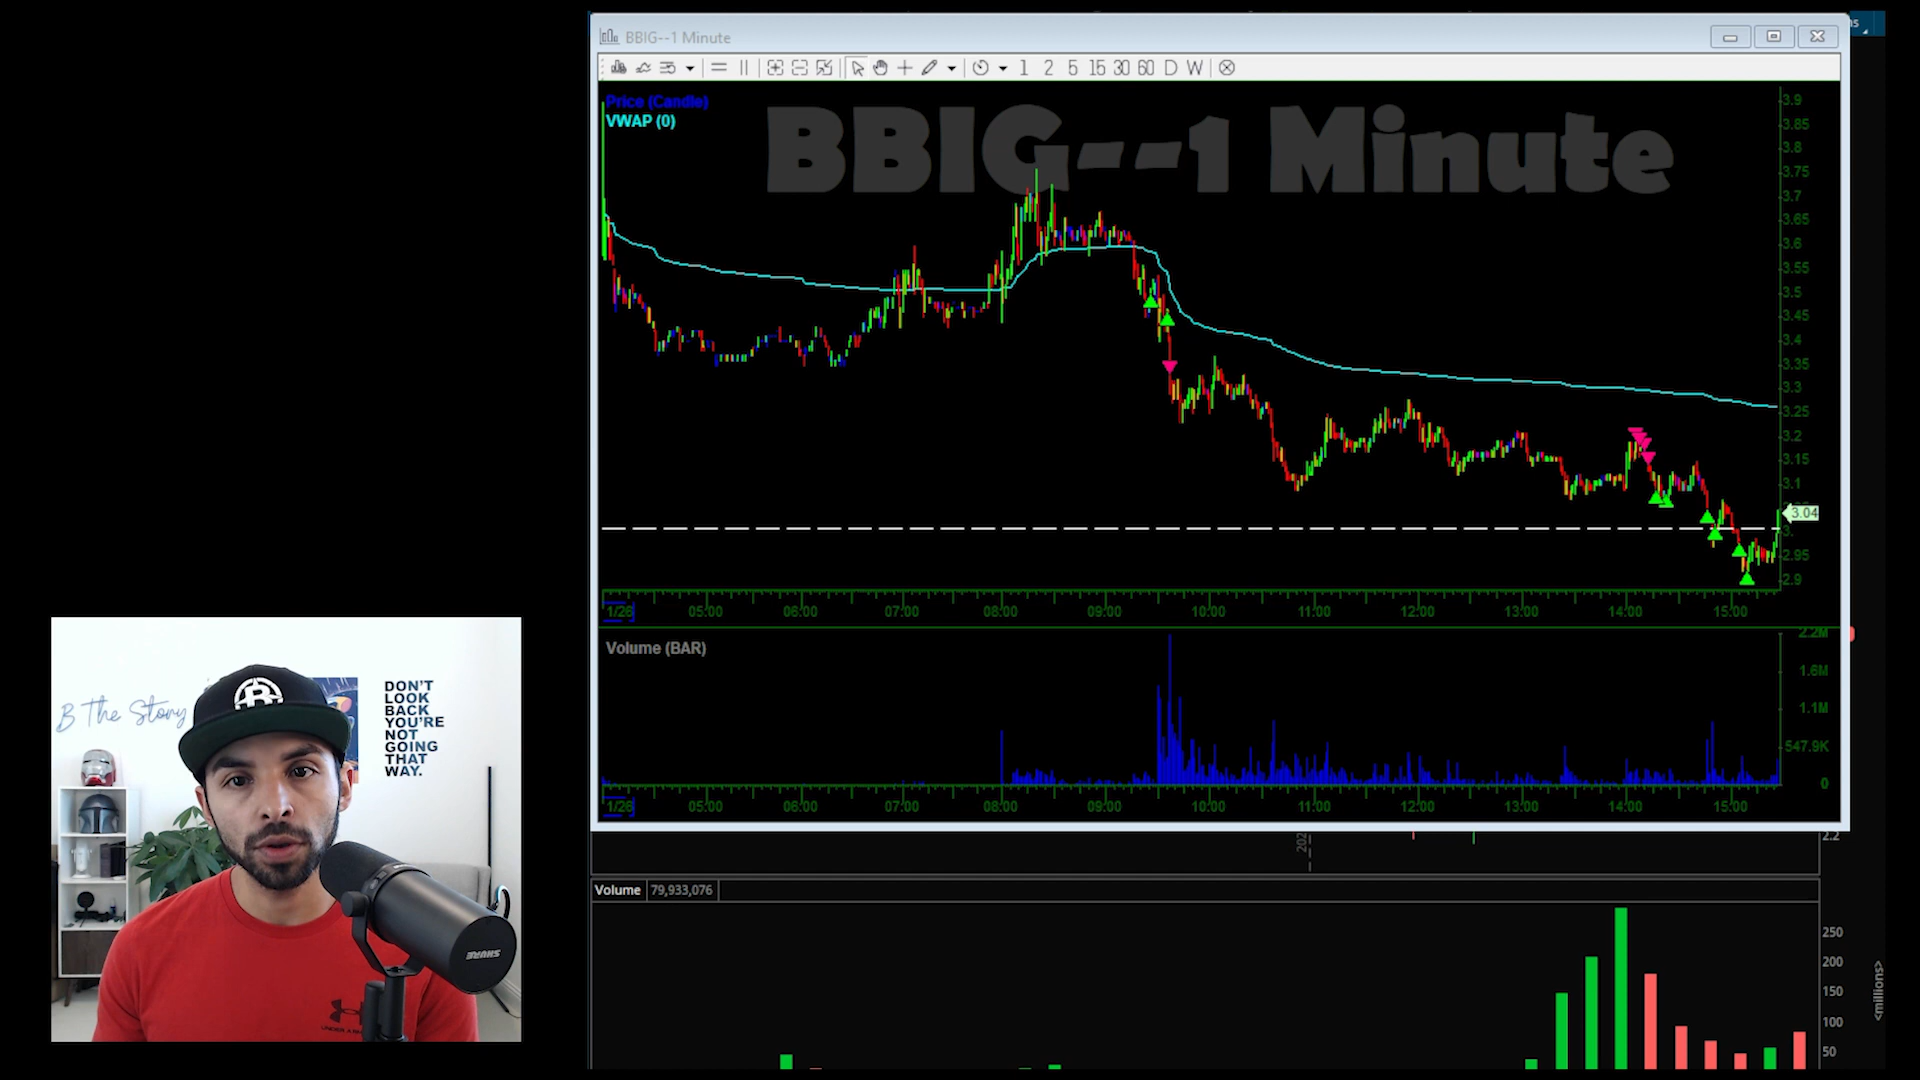 BBIG--1 Minute
1 2 5 15 30 60 D W
Price (Candle)
VWAP (0)
BBIG--1 Minute
3.9
3.85
3.8
3.75
3.7
3.65
3.6
3.55
3.5
3.45
3.4
3.35
3.3
3.25
3.2
3.15
3.1
3.04
3.
2.95
2.9
1/26 05:00 06:00 07:00 08:00 09:00 10:00 11:00 12:00 13:00 14:00 15:00
Volume (BAR)
2.2M
1.6M
1.1M
547.9K
0
1/26 05:00 06:00 07:00 08:00 09:00 10:00 11:00 12:00 13:00 14:00 15:00
2.2
202
Volume 79,933,076
250
200
150
100
50
<millions>
B The Story
DON'T
LOOK
BACK
YOU'RE
NOT
GOING
THAT
WAY.
B
SHURE
UNDER A